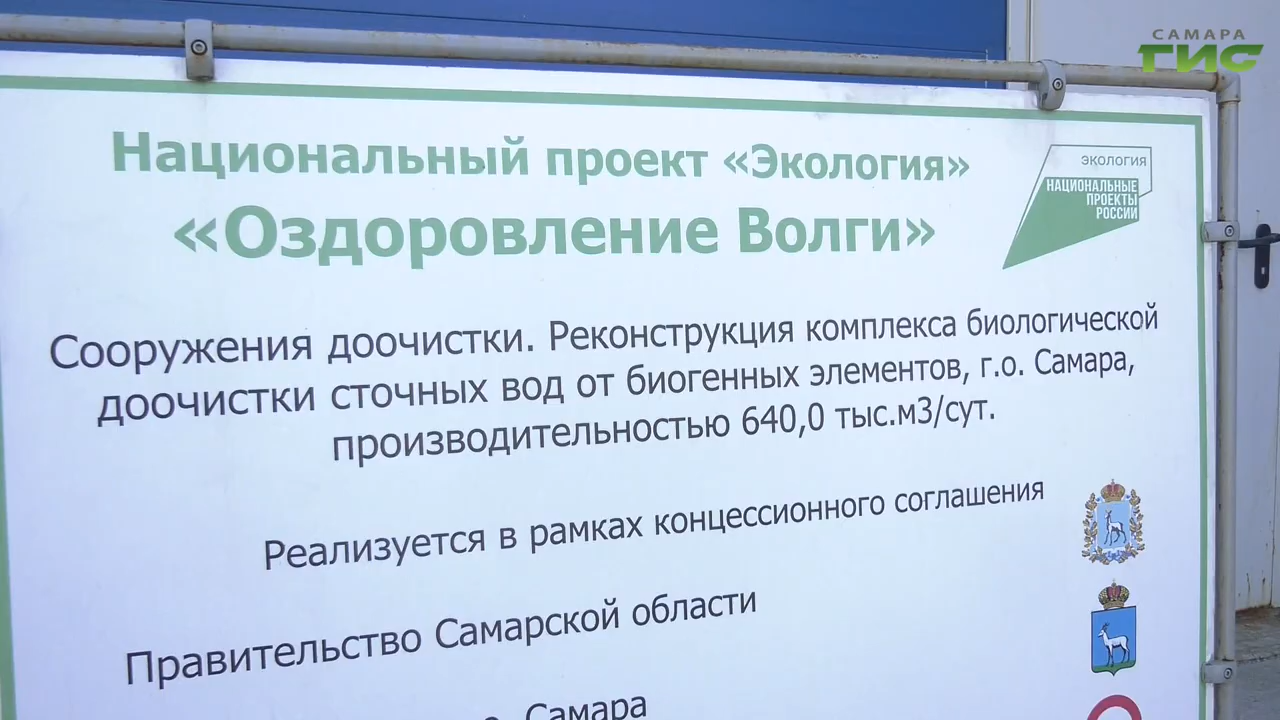 САМАРА
ГИС
Национальный проект «Экология»
«Оздоровление Волги»
ЭКОЛОГИЯ
НАЦИОНАЛЬНЫЕ
ПРОЕКТЫ
РОССИИ
Сооружения доочистки. Реконструкция комплекса биологической
доочистки сточных вод от биогенных элементов, г.о. Самара,
производительностью 640,0 тыс.м3/сут.
Реализуется в рамках концессионного соглашения
Правительство Самарской области
Самара